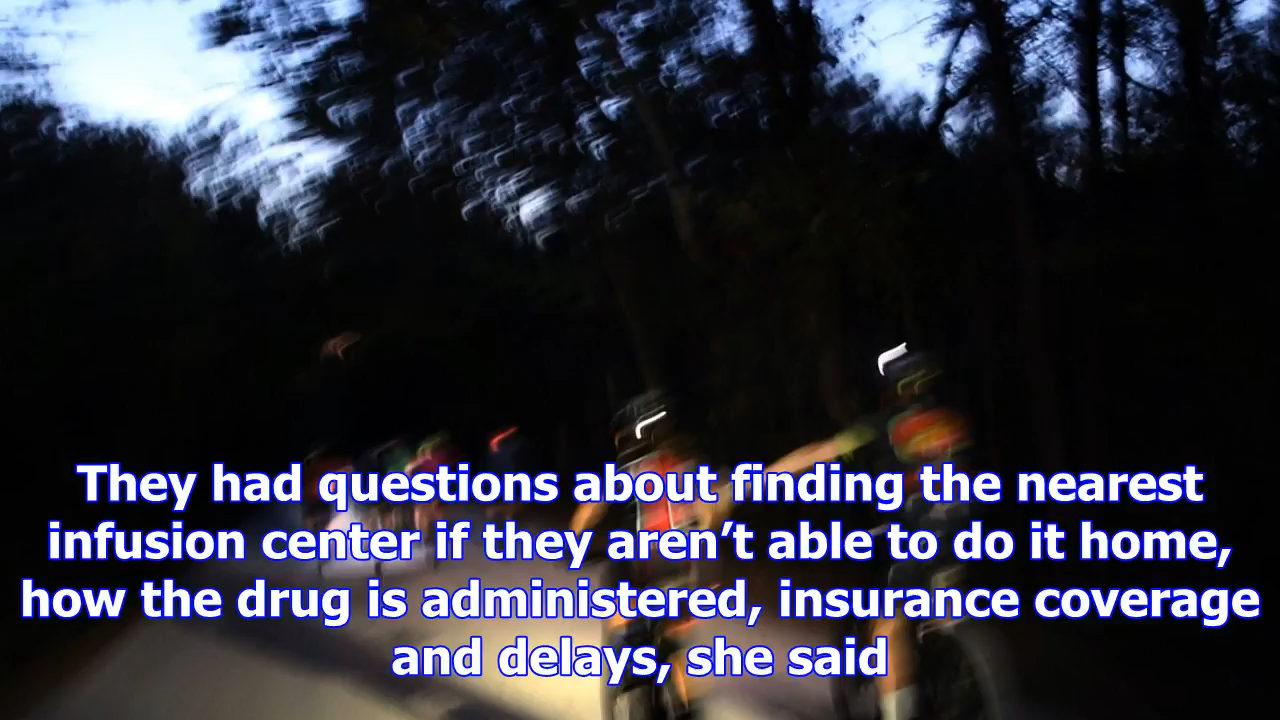 They had questions about finding the nearest
infusion center if they aren’t able to do it home,
how the drug is administered, insurance coverage
and delays, she said